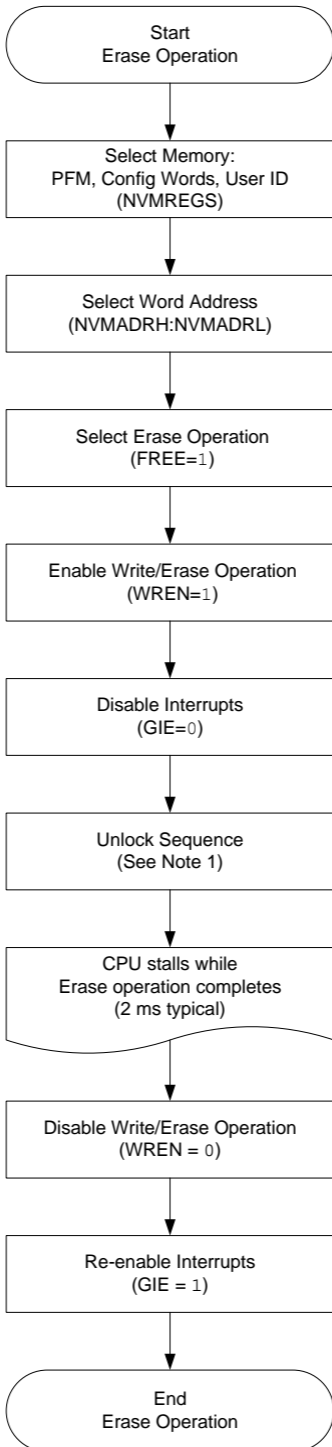 Start
Erase Operation
Select Memory:
PFM, Config Words, User ID
(NVMREGS)
Select Word Address
(NVMADRH:NVMADRL)
Select Erase Operation
(FREE=1)
Enable Write/Erase Operation
(WREN=1)
Disable Interrupts
(GIE=0)
Unlock Sequence
(See Note 1)
CPU stalls while
Erase operation completes
(2 ms typical)
Disable Write/Erase Operation
(WREN = 0)
Re-enable Interrupts
(GIE = 1)
End
Erase Operation